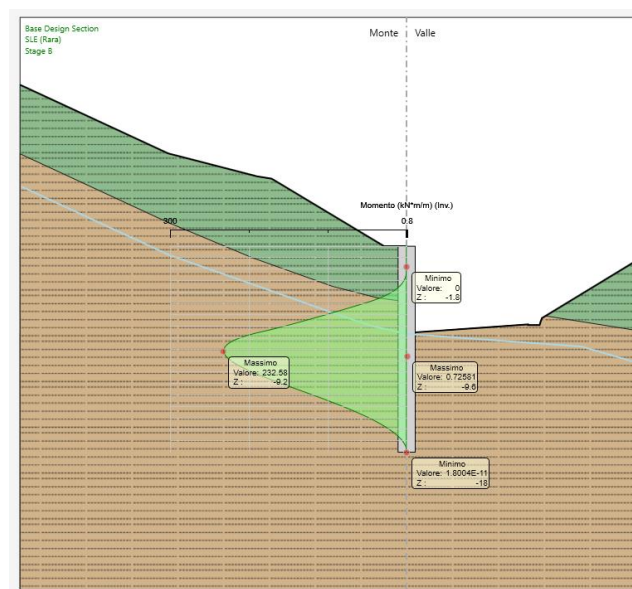 Base Design Section
SLE (Rara)
Stage B
Monte
Valle
Momento (kN*m/m) (Inv.)
300
0.8
Minimo
Valore: 0
Z : -1.8
Massimo
Valore: 232.58
Z : -9.2
Massimo
Valore: 0.72581
Z : -9.6
Minimo
Valore: 1.8004E-11
Z : -18